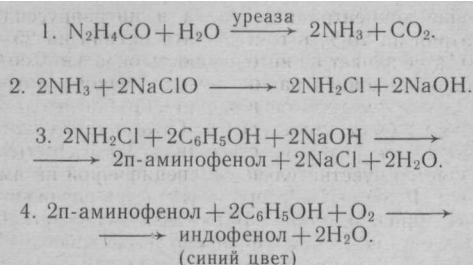 уреаза
1. N₂H₄CO + H₂O ⟶ 2NH₃ + CO₂.
2. 2NH₃ + 2NaClO ⟶ 2NH₂Cl + 2NaOH.
3. 2NH₂Cl + 2C₆H₅OH + 2NaOH ⟶
⟶ 2п-аминофенол + 2NaCl + 2H₂O.
4. 2п-аминофенол + 2C₆H₅OH + O₂ ⟶
⟶ индофенол + 2H₂O.
(синий цвет)